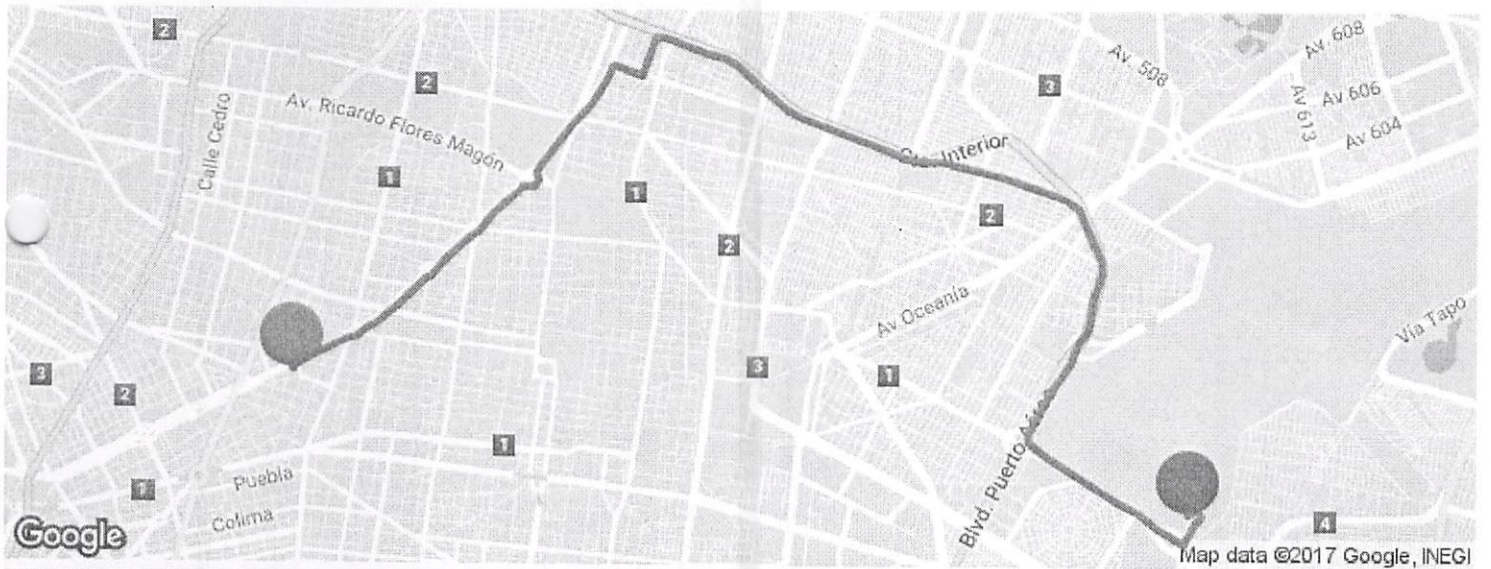 2
Av. 608
Av. 508
2
3
Av 606
Av. Ricardo Flores Magón
Av 613
Av 604
Calle Cedro
Cto. Interior
1
1
2
2
Av Oceanía
Vía Tapo
3
3
1
2
Blvd. Puerto Aéreo
1
Puebla
1
Colima
4
Google
Map data ©2017 Google, INEGI